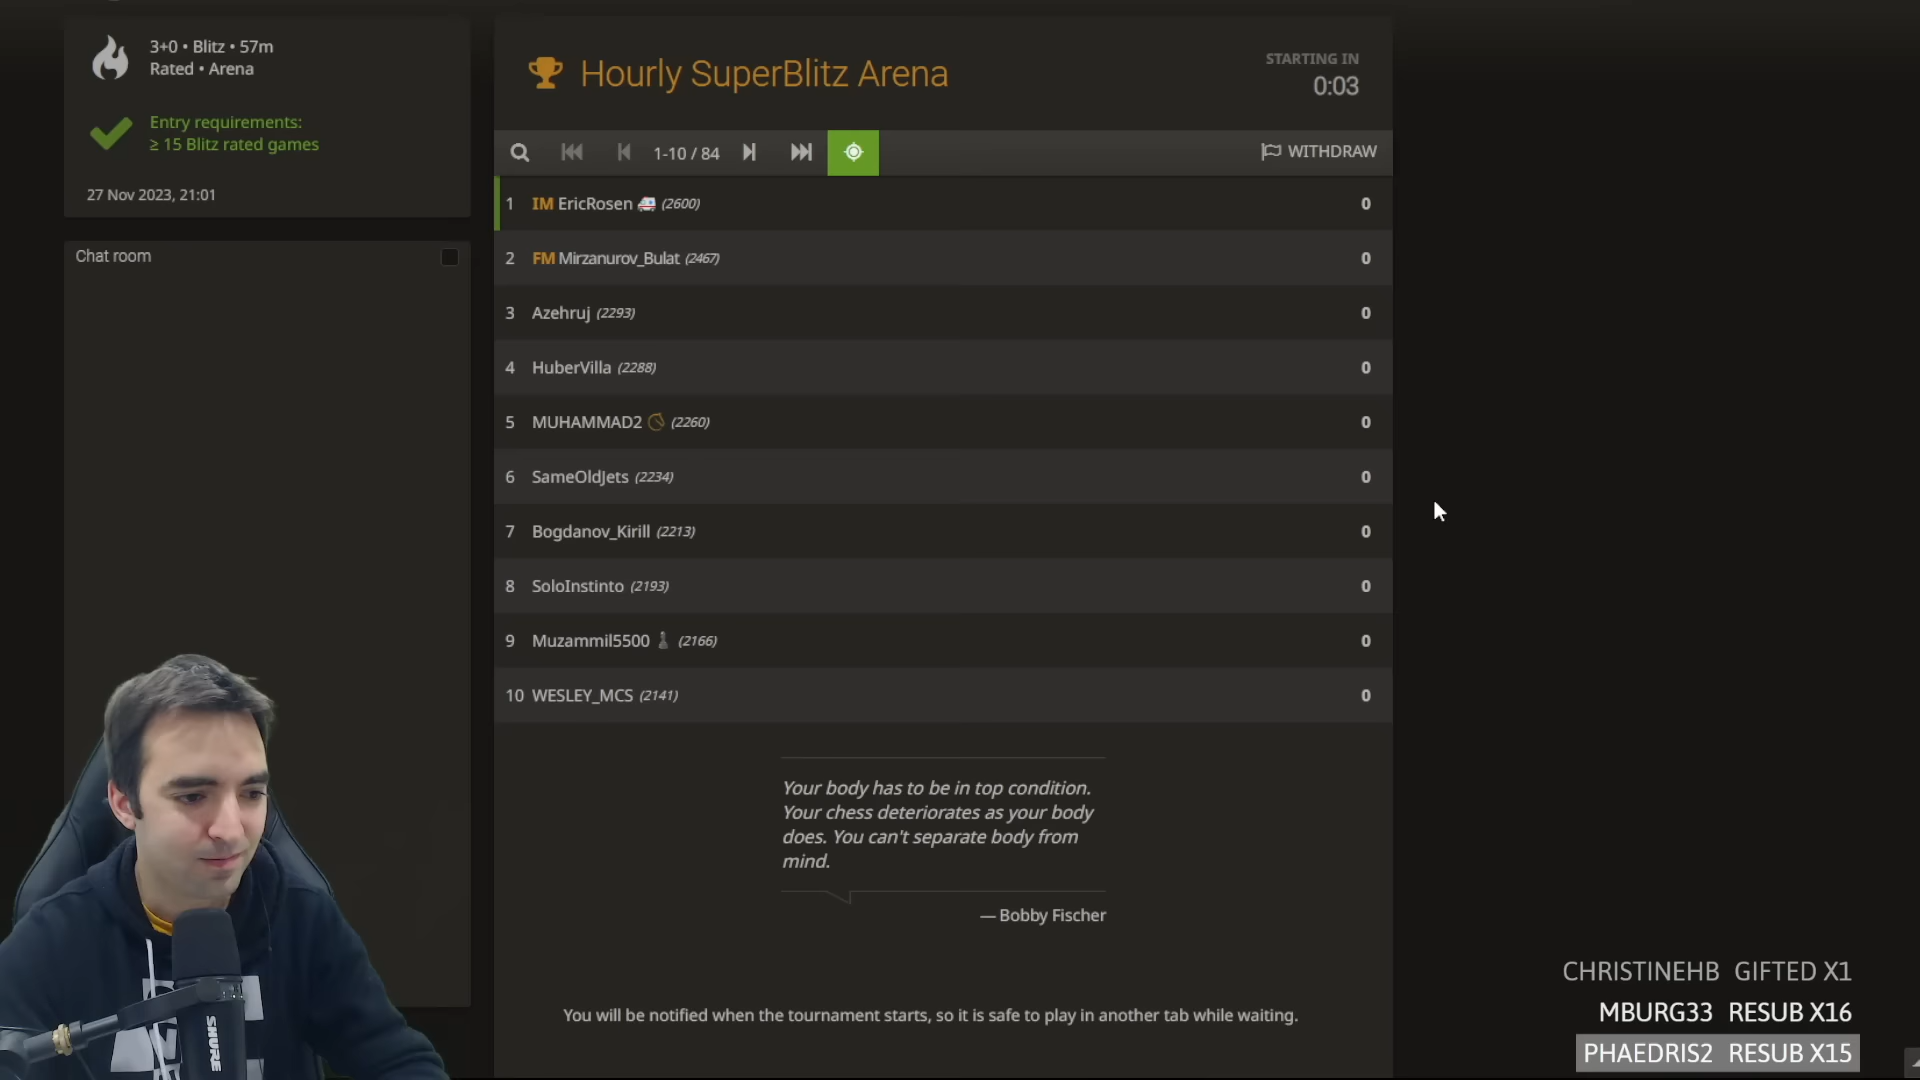 3+0 • Blitz • 57m
Rated • Arena
Entry requirements:
≥ 15 Blitz rated games
27 Nov 2023, 21:01
Chat room
Hourly SuperBlitz Arena
STARTING IN
0:03
1-10 / 84
WITHDRAW
1 IM EricRosen (2600) 0
2 FM Mirzanurov_Bulat (2467) 0
3 Azehruj (2293) 0
4 HuberVilla (2288) 0
5 MUHAMMAD2 (2260) 0
6 SameOldJets (2234) 0
7 Bogdanov_Kirill (2213) 0
8 SoloInstinto (2193) 0
9 Muzammil5500 (2166) 0
10 WESLEY_MCS (2141) 0
Your body has to be in top condition.
Your chess deteriorates as your body
does. You can't separate body from
mind.
— Bobby Fischer
You will be notified when the tournament starts, so it is safe to play in another tab while waiting.
SHURE
CHRISTINEHB GIFTED X1
MBURG33 RESUB X16
PHAEDRIS2 RESUB X15